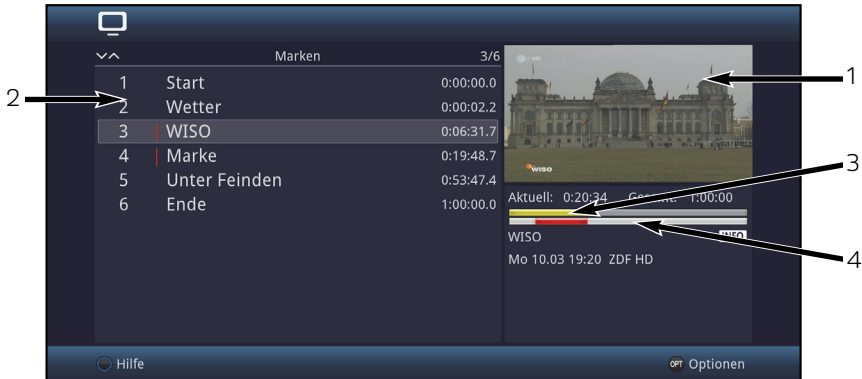 Marken 3/6
1 Start 0:00:00.0
2 Wetter 0:00:02.2
3 WISO 0:06:31.7
4 Marke 0:19:48.7
5 Unter Feinden 0:53:47.4
6 Ende 1:00:00.0
WISO
Aktuell: 0:20:34 Gesamt: 1:00:00
WISO INFO
Mo 10.03 19:20 ZDF HD
Hilfe
OPT Optionen
1
2
3
4